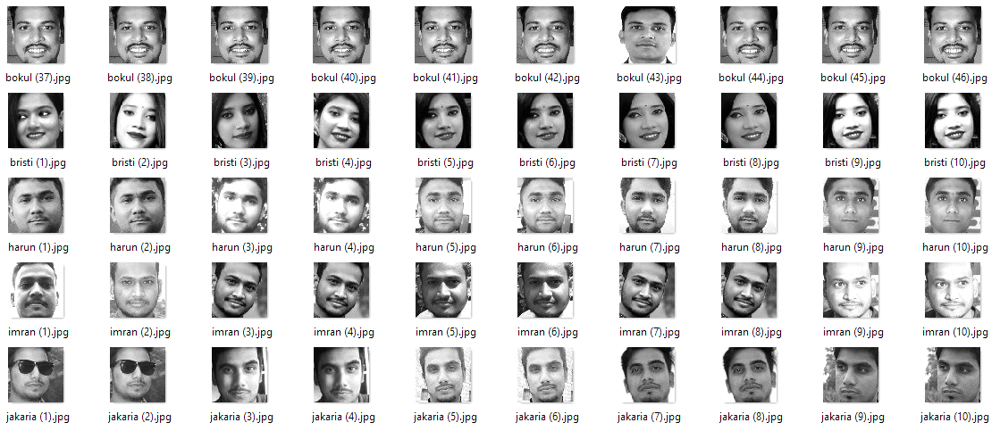 bokul (37).jpg bokul (38).jpg bokul (39).jpg bokul (40).jpg bokul (41).jpg bokul (42).jpg bokul (43).jpg bokul (44).jpg bokul (45).jpg bokul (46).jpg
bristi (1).jpg bristi (2).jpg bristi (3).jpg bristi (4).jpg bristi (5).jpg bristi (6).jpg bristi (7).jpg bristi (8).jpg bristi (9).jpg bristi (10).jpg
harun (1).jpg harun (2).jpg harun (3).jpg harun (4).jpg harun (5).jpg harun (6).jpg harun (7).jpg harun (8).jpg harun (9).jpg harun (10).jpg
imran (1).jpg imran (2).jpg imran (3).jpg imran (4).jpg imran (5).jpg imran (6).jpg imran (7).jpg imran (8).jpg imran (9).jpg imran (10).jpg
jakaria (1).jpg jakaria (2).jpg jakaria (3).jpg jakaria (4).jpg jakaria (5).jpg jakaria (6).jpg jakaria (7).jpg jakaria (8).jpg jakaria (9).jpg jakaria (10).jpg